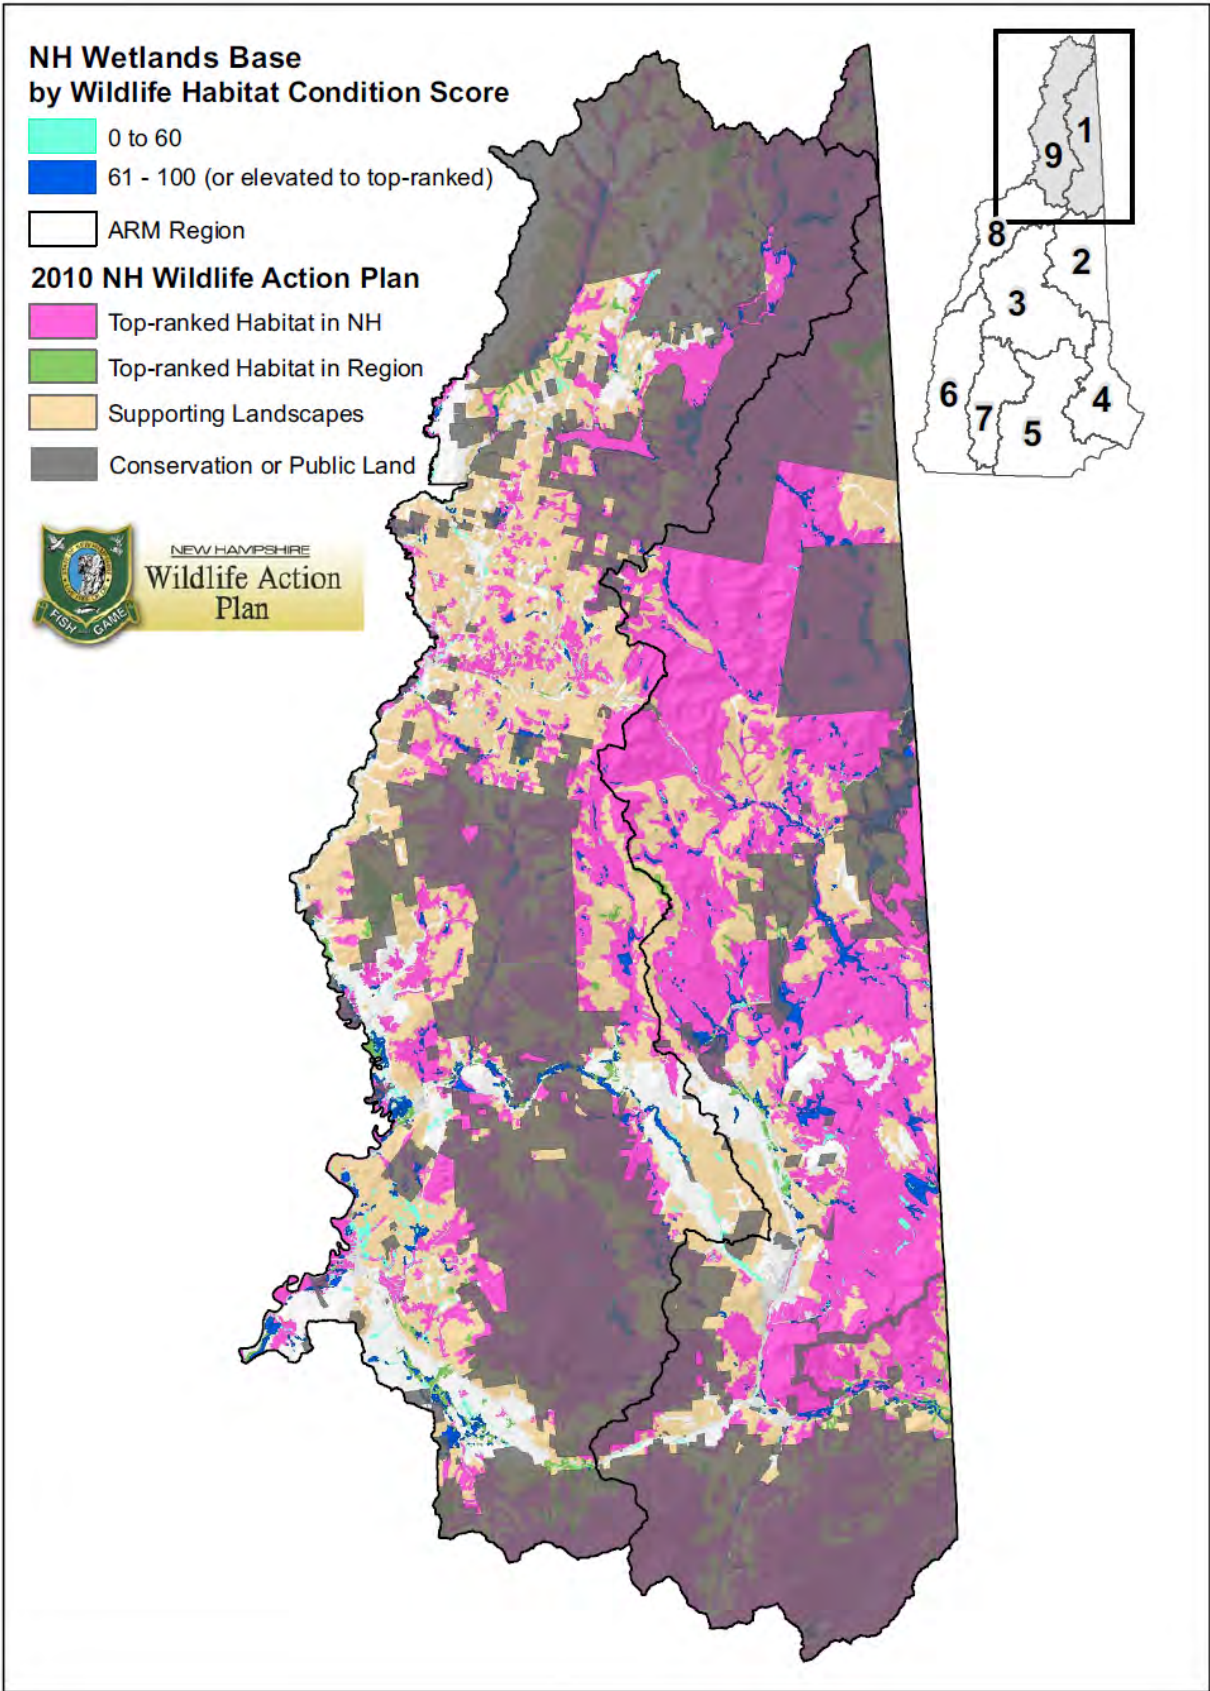 NH Wetlands Base
by Wildlife Habitat Condition Score
0 to 60
61 - 100 (or elevated to top-ranked)
ARM Region
2010 NH Wildlife Action Plan
Top-ranked Habitat in NH
Top-ranked Habitat in Region
Supporting Landscapes
Conservation or Public Land
NEW HAMPSHIRE
Wildlife Action
Plan
FISH GAME
1
9
8
2
3
6
7
5
4